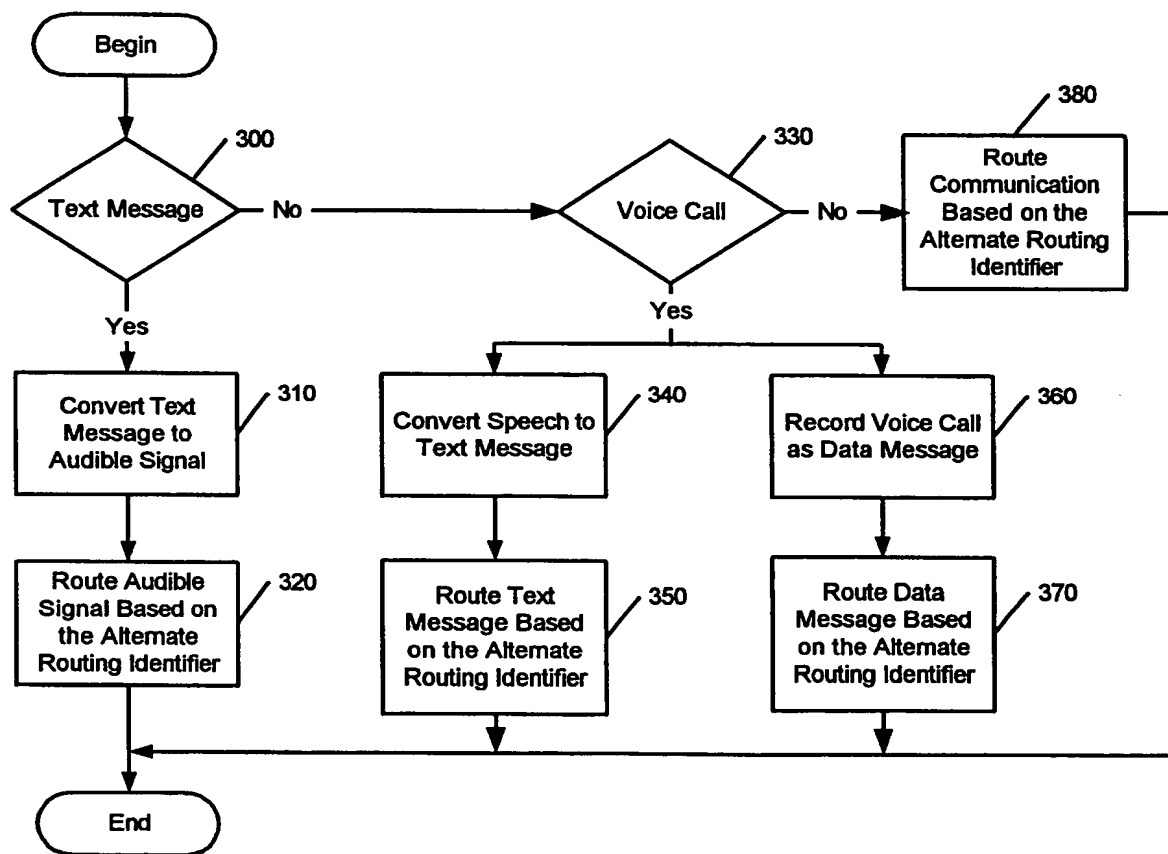 Begin
300
Text Message
No
330
Voice Call
No
380
Route
Communication
Based on the
Alternate Routing
Identifier
Yes
Yes
310
Convert Text
Message to
Audible Signal
340
Convert Speech to
Text Message
360
Record Voice Call
as Data Message
320
Route Audible
Signal Based on
the Alternate
Routing Identifier
350
Route Text
Message Based
on the Alternate
Routing Identifier
370
Route Data
Message Based
on the Alternate
Routing Identifier
End